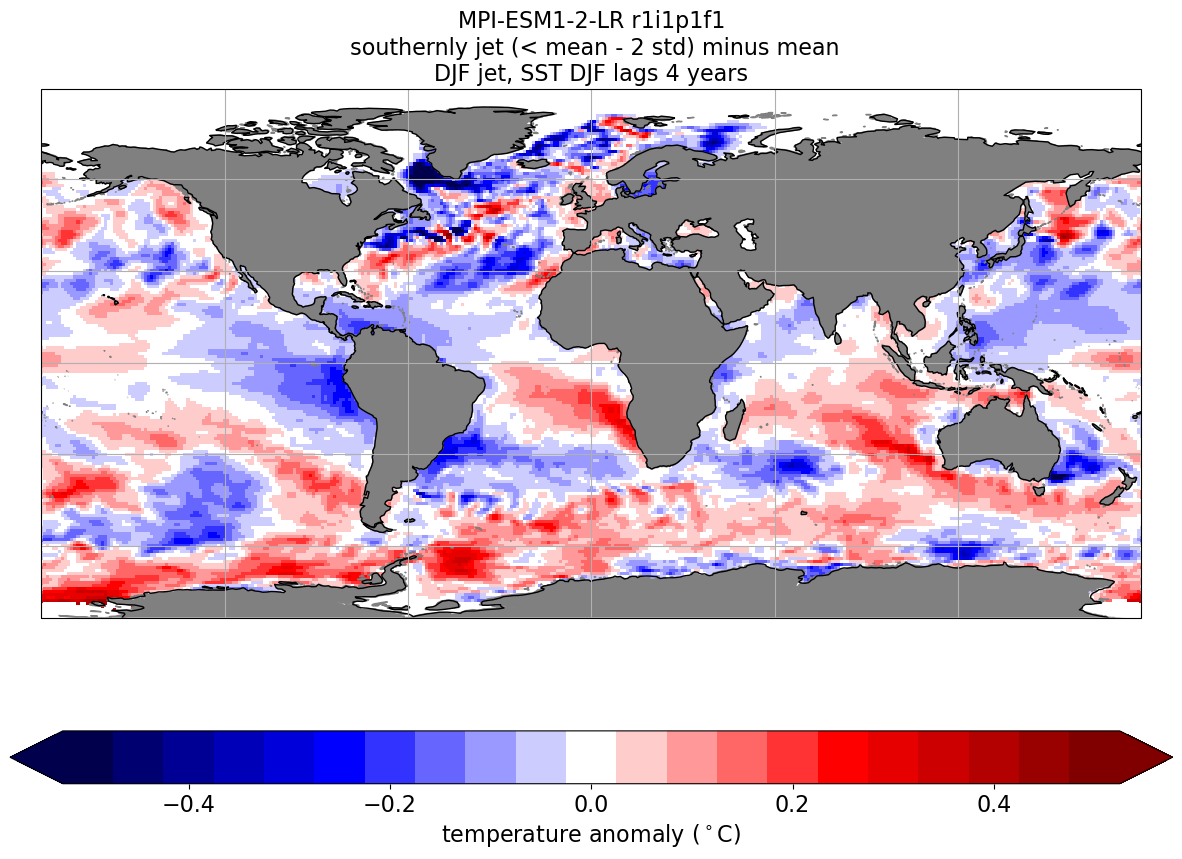 MPI-ESM1-2-LR r1i1p1f1
southernly jet (< mean - 2 std) minus mean
DJF jet, SST DJF lags 4 years
−0.4 −0.2 0.0 0.2 0.4
temperature anomaly (°C)